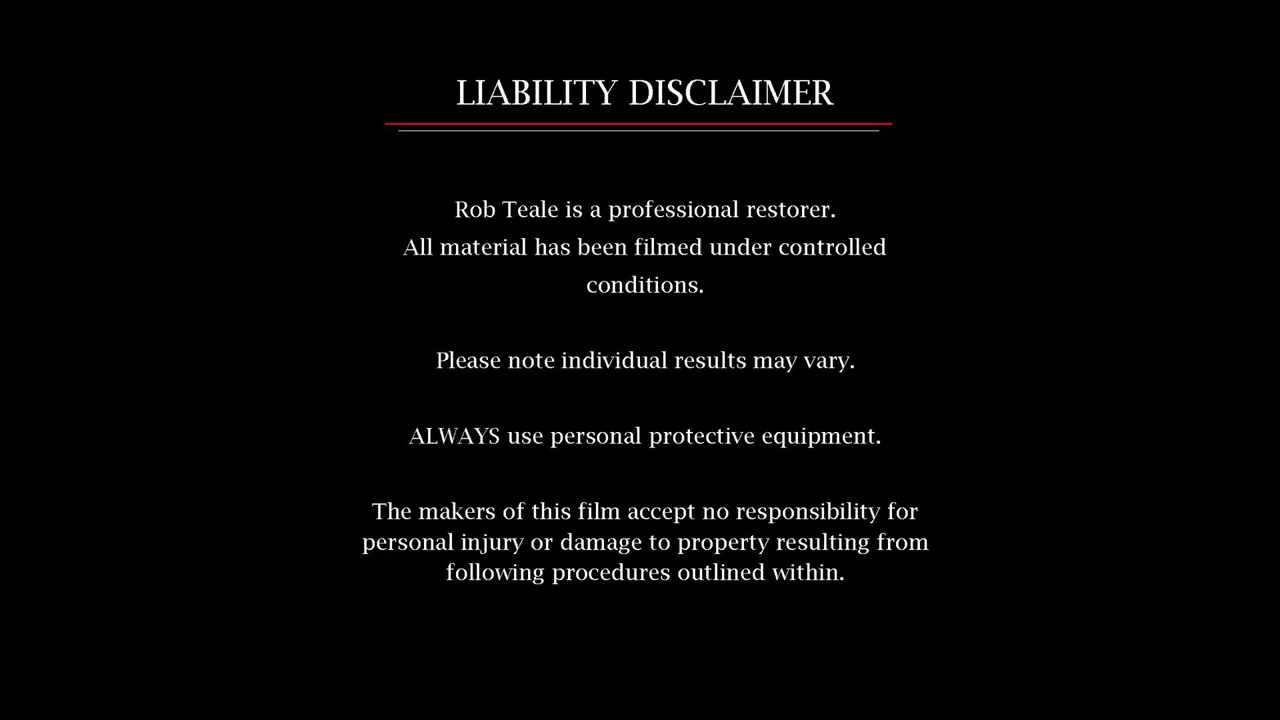 LIABILITY DISCLAIMER
Rob Teale is a professional restorer.
All material has been filmed under controlled
conditions.
Please note individual results may vary.
ALWAYS use personal protective equipment.
The makers of this film accept no responsibility for
personal injury or damage to property resulting from
following procedures outlined within.